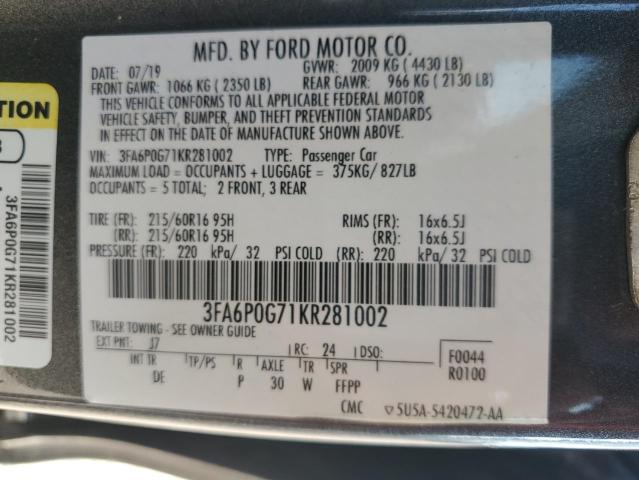 MFD. BY FORD MOTOR CO.
DATE: 07/19 GVWR: 2009 KG ( 4430 LB)
FRONT GAWR: 1066 KG ( 2350 LB) REAR GAWR: 966 KG ( 2130 LB)
THIS VEHICLE CONFORMS TO ALL APPLICABLE FEDERAL MOTOR
VEHICLE SAFETY, BUMPER, AND THEFT PREVENTION STANDARDS
IN EFFECT ON THE DATE OF MANUFACTURE SHOWN ABOVE.
VIN: 3FA6P0G71KR281002 TYPE: Passenger Car
MAXIMUM LOAD = OCCUPANTS + LUGGAGE = 375KG/ 827LB
OCCUPANTS = 5 TOTAL; 2 FRONT, 3 REAR
TIRE (FR): 215/60R16 95H RIMS (FR): 16x6.5J
(RR): 215/60R16 95H (RR): 16x6.5J
PRESSURE (FR): 220 kPa/ 32 PSI COLD (RR): 220 kPa/ 32 PSI COLD
3FA6P0G71KR281002
TRAILER TOWING - SEE OWNER GUIDE
EXT PNT: J7 RC: 24 DSO: F0044
INT TR TP/PS R AXLE TR SPR R0100
DE P 30 W FFPP
CMC ▽5U5A-5420472-AA
TION
3FA6P0G71KR281002